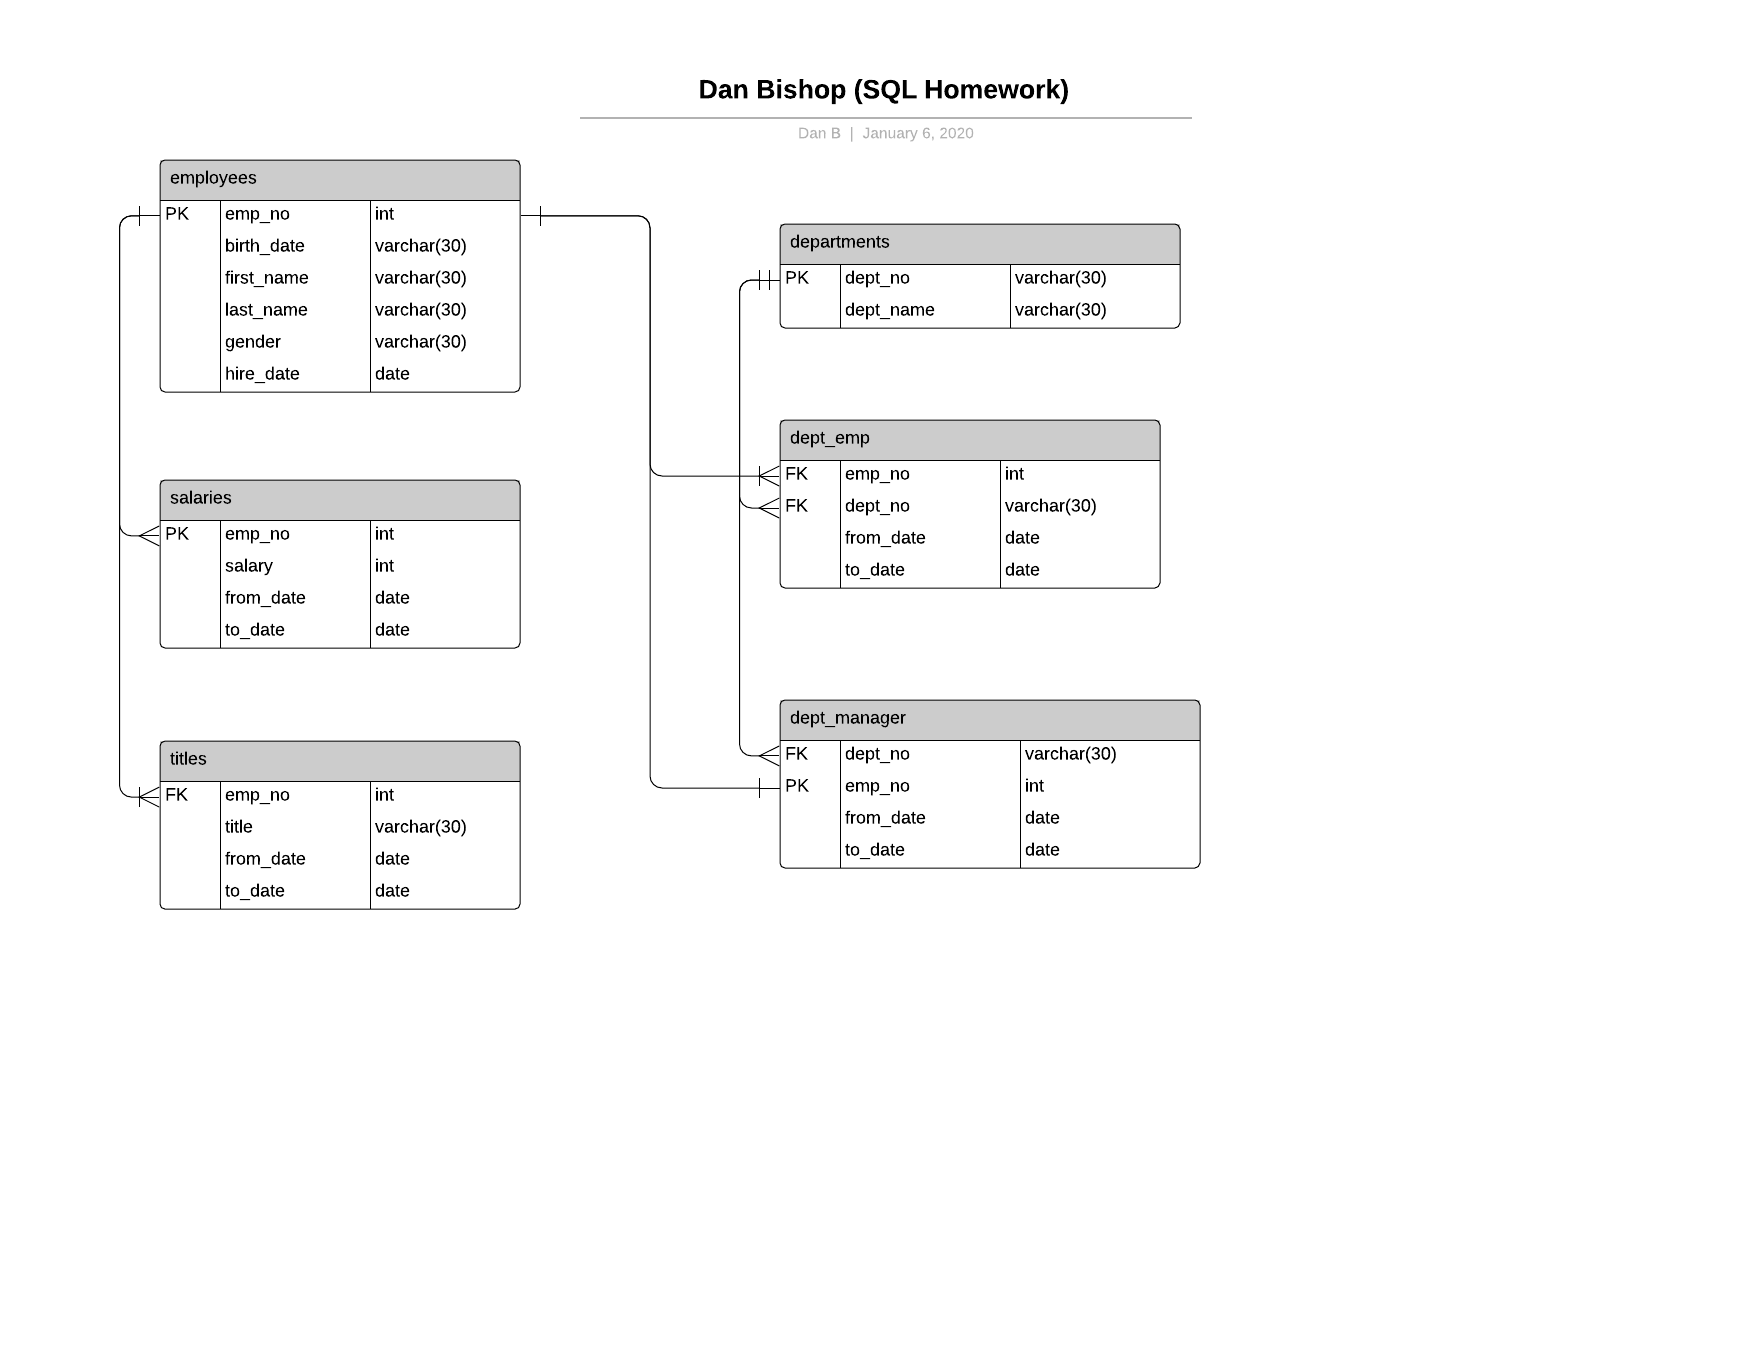 Dan Bishop (SQL Homework)
Dan B | January 6, 2020
employees
PK emp_no int
birth_date varchar(30)
first_name varchar(30)
last_name varchar(30)
gender varchar(30)
hire_date date
salaries
PK emp_no int
salary int
from_date date
to_date date
titles
FK emp_no int
title varchar(30)
from_date date
to_date date
departments
PK dept_no varchar(30)
dept_name varchar(30)
dept_emp
FK emp_no int
FK dept_no varchar(30)
from_date date
to_date date
dept_manager
FK dept_no varchar(30)
PK emp_no int
from_date date
to_date date